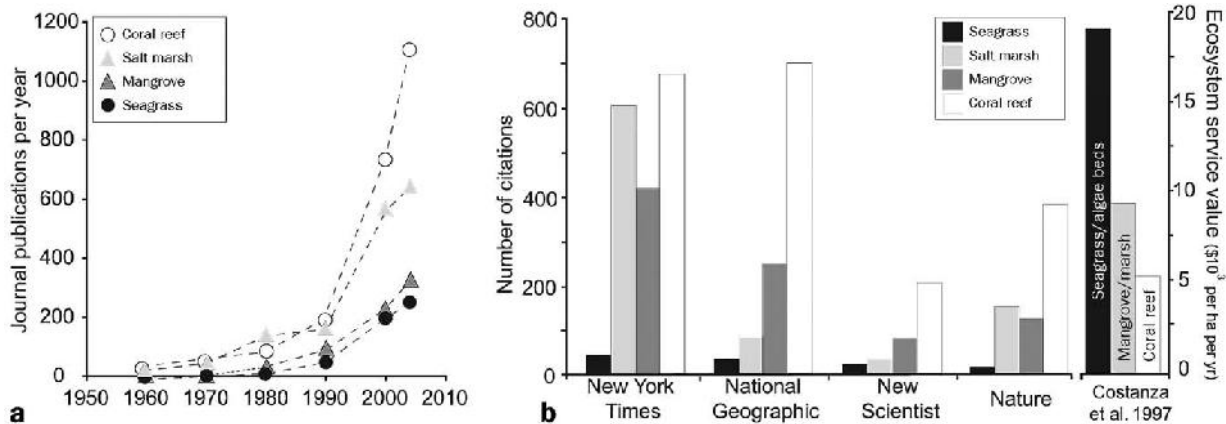 1200
1000
800
600
400
200
0
Journal publications per year
Coral reef
Salt marsh
Mangrove
Seagrass
1950 1960 1970 1980 1990 2000 2010
a
800
600
400
200
0
Number of citations
Seagrass
Salt marsh
Mangrove
Coral reef
New York
Times
National
Geographic
New
Scientist
Nature
Seagrass/algae beds
Mangrove/marsh
Coral reef
Costanza
et al. 1997
20
15
10
5
0
Ecosystem service value ($10³ per ha per yr)
b